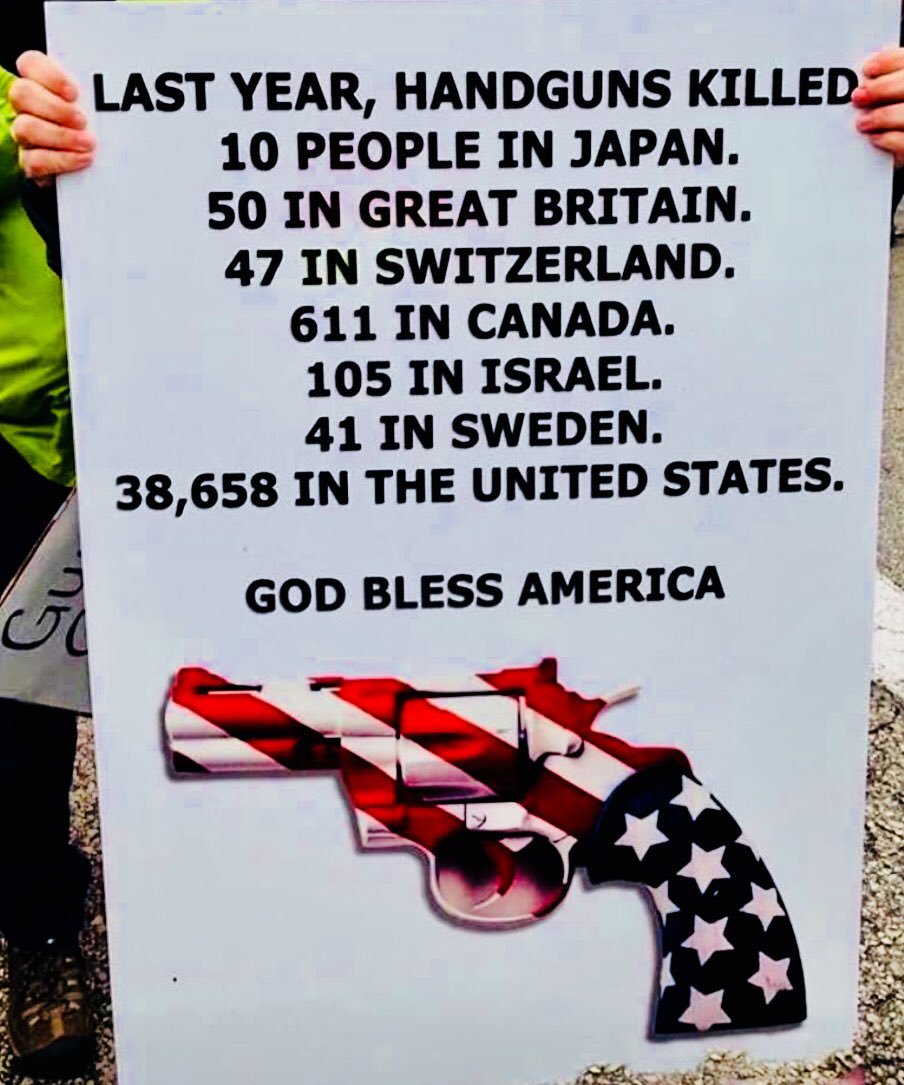 LAST YEAR, HANDGUNS KILLED
10 PEOPLE IN JAPAN.
50 IN GREAT BRITAIN.
47 IN SWITZERLAND.
611 IN CANADA.
105 IN ISRAEL.
41 IN SWEDEN.
38,658 IN THE UNITED STATES.
GOD BLESS AMERICA